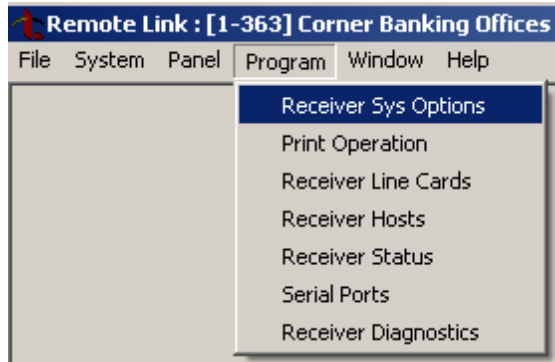 Remote Link : [1-363] Corner Banking Offices
File System Panel Program Window Help
Receiver Sys Options
Print Operation
Receiver Line Cards
Receiver Hosts
Receiver Status
Serial Ports
Receiver Diagnostics